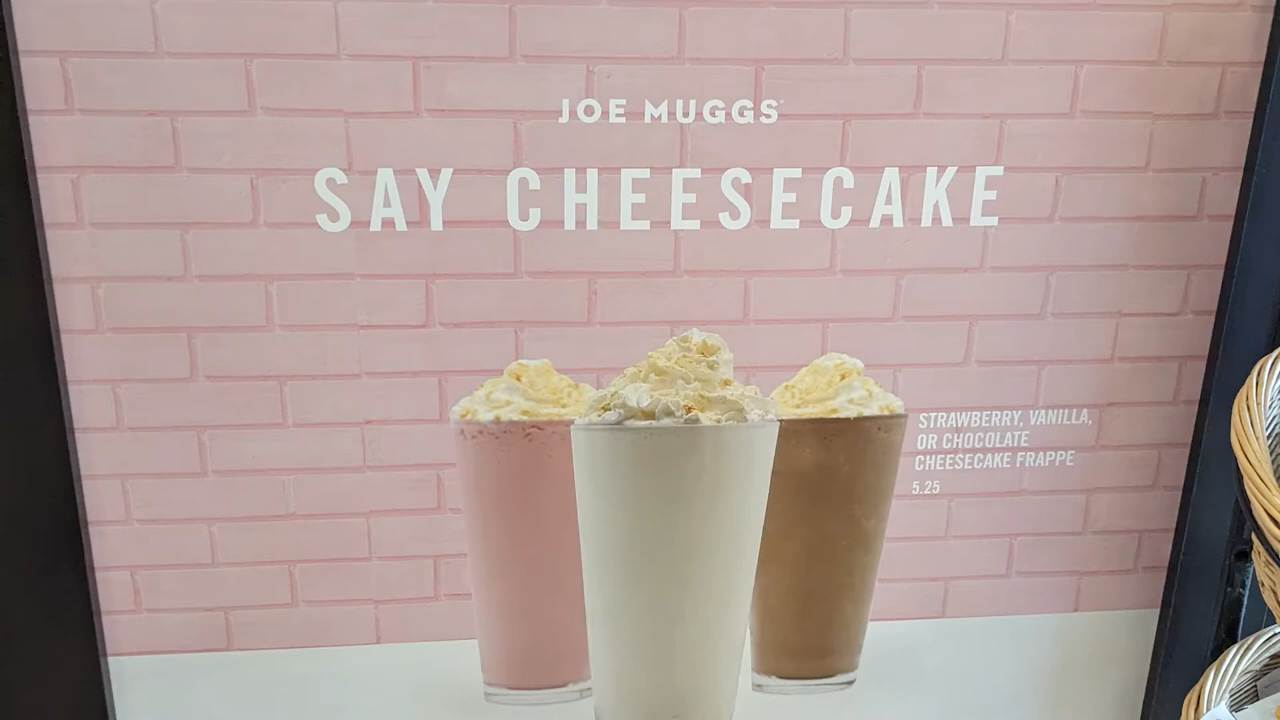 JOE MUGGS
SAY CHEESECAKE
STRAWBERRY, VANILLA,
OR CHOCOLATE
CHEESECAKE FRAPPE
5.25